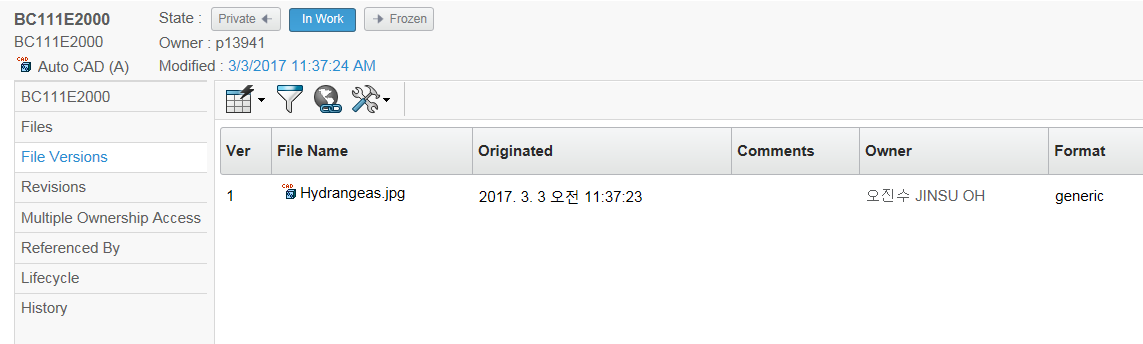 BC111E2000
State : Private In Work Frozen
BC111E2000
Owner : p13941
CAD Auto CAD (A)
Modified : 3/3/2017 11:37:24 AM
BC111E2000
Files
File Versions
Revisions
Multiple Ownership Access
Referenced By
Lifecycle
History
Ver File Name Originated Comments Owner Format
1 CAD Hydrangeas.jpg 2017. 3. 3 오전 11:37:23 오진수 JINSU OH generic